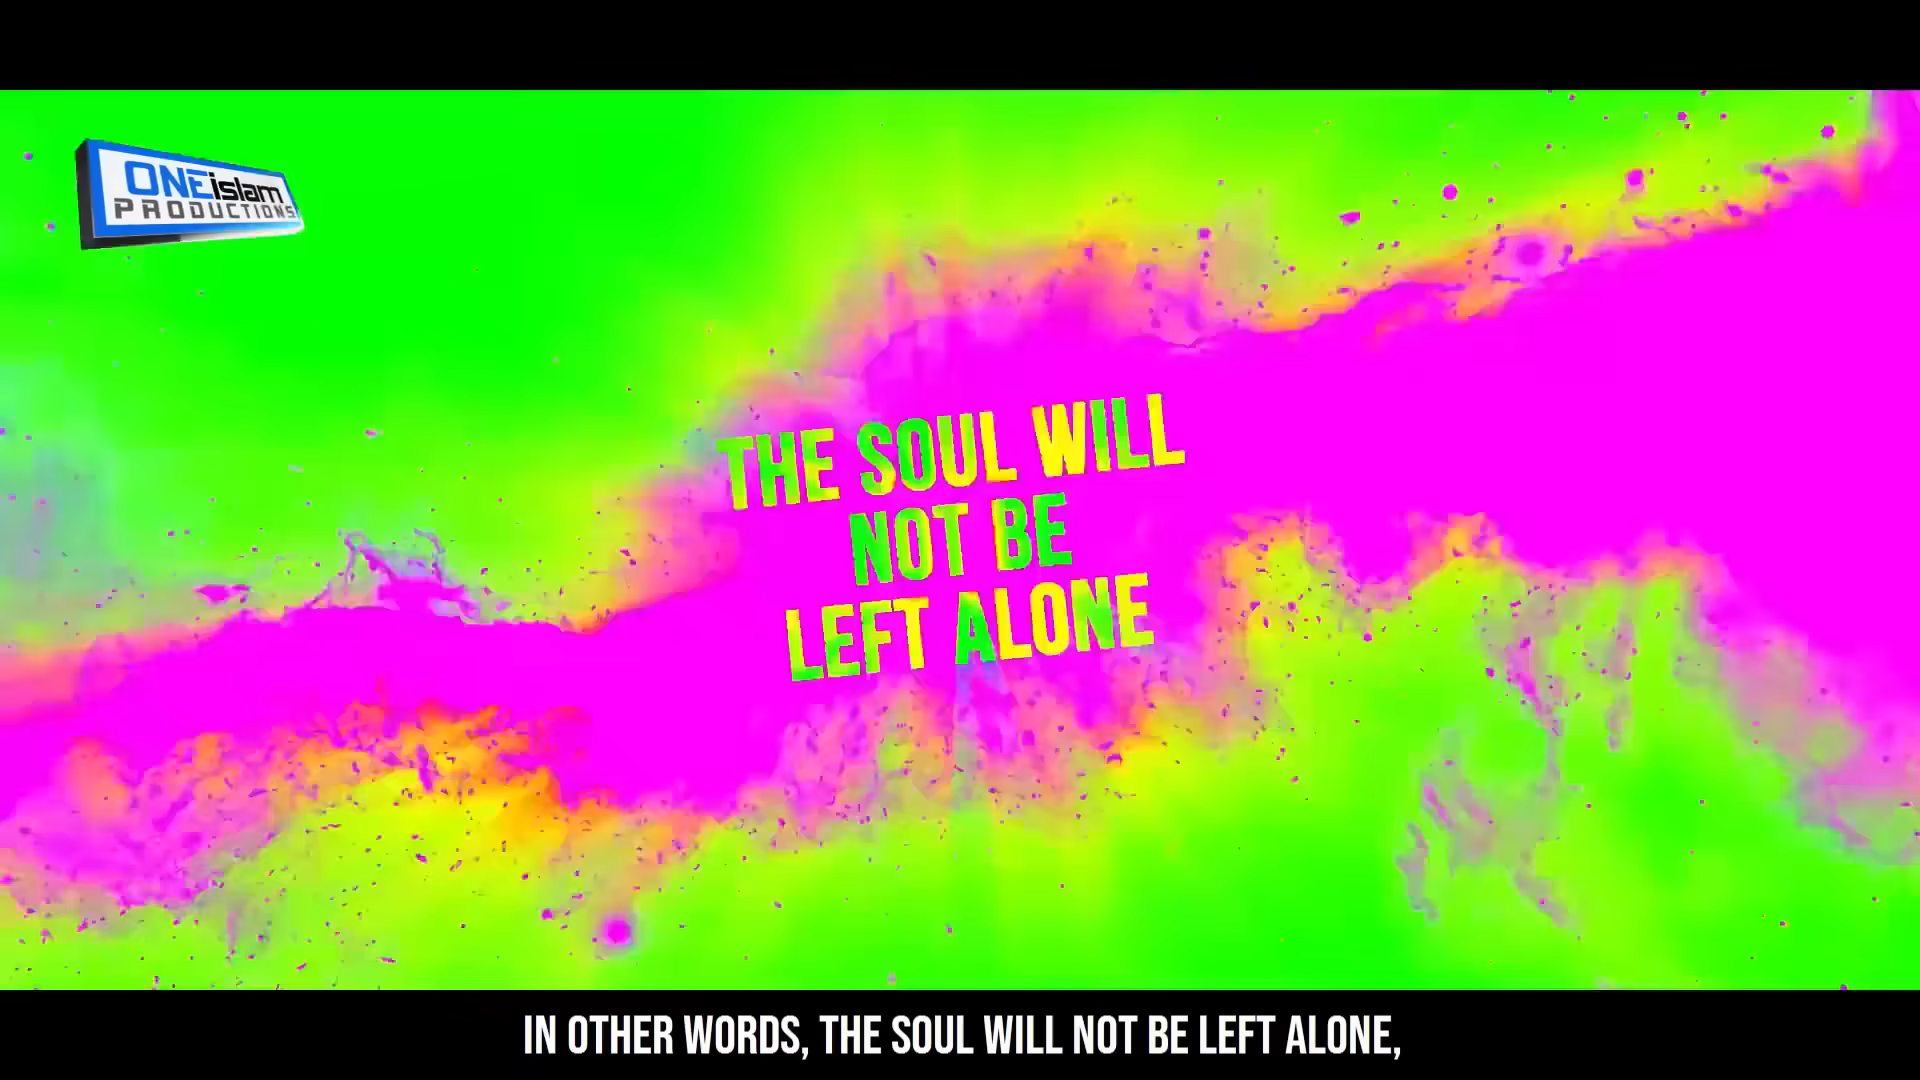 ONEislam
PRODUCTIONS
THE SOUL WILL
NOT BE
LEFT ALONE
IN OTHER WORDS, THE SOUL WILL NOT BE LEFT ALONE,